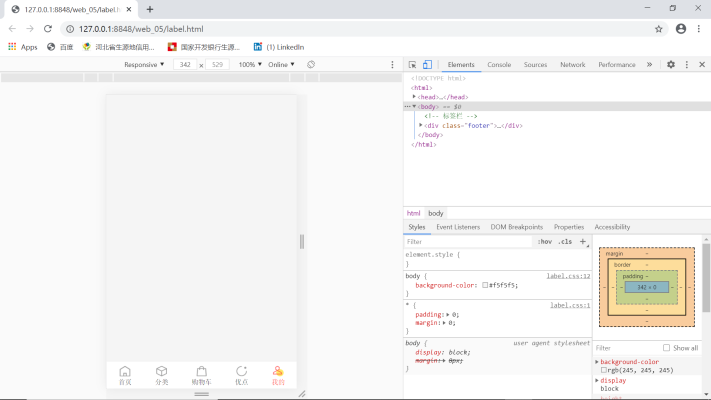 127.0.0.1:8848/web_05/label.html
127.0.0.1:8848/web_05/label.html
Apps 百度 河北省生源地信用... 国家开发银行生源... (1) LinkedIn
Responsive ▼ 342 × 529 100% ▼ Online ▼
Elements Console Sources Network Performance »
<!DOCTYPE html>
<html>
▶<head>…</head>
…▼<body> == $0
<!-- 标签栏 -->
▶<div class="footer">…</div>
</body>
</html>
html body
Styles Event Listeners DOM Breakpoints Properties Accessibility
Filter :hov .cls +
element.style {
}
body { label.css:12
background-color: #f5f5f5;
}
* { label.css:1
padding:▶ 0;
margin:▶ 0;
}
body { user agent stylesheet
display: block;
margin:▶ 8px;
}
margin –
border –
padding –
– – – 342 × 0 – – –
–
–
–
Filter Show all
▶ background-color
rgb(245, 245, 245)
▶ display
block
首页 分类 购物车 优点 我的